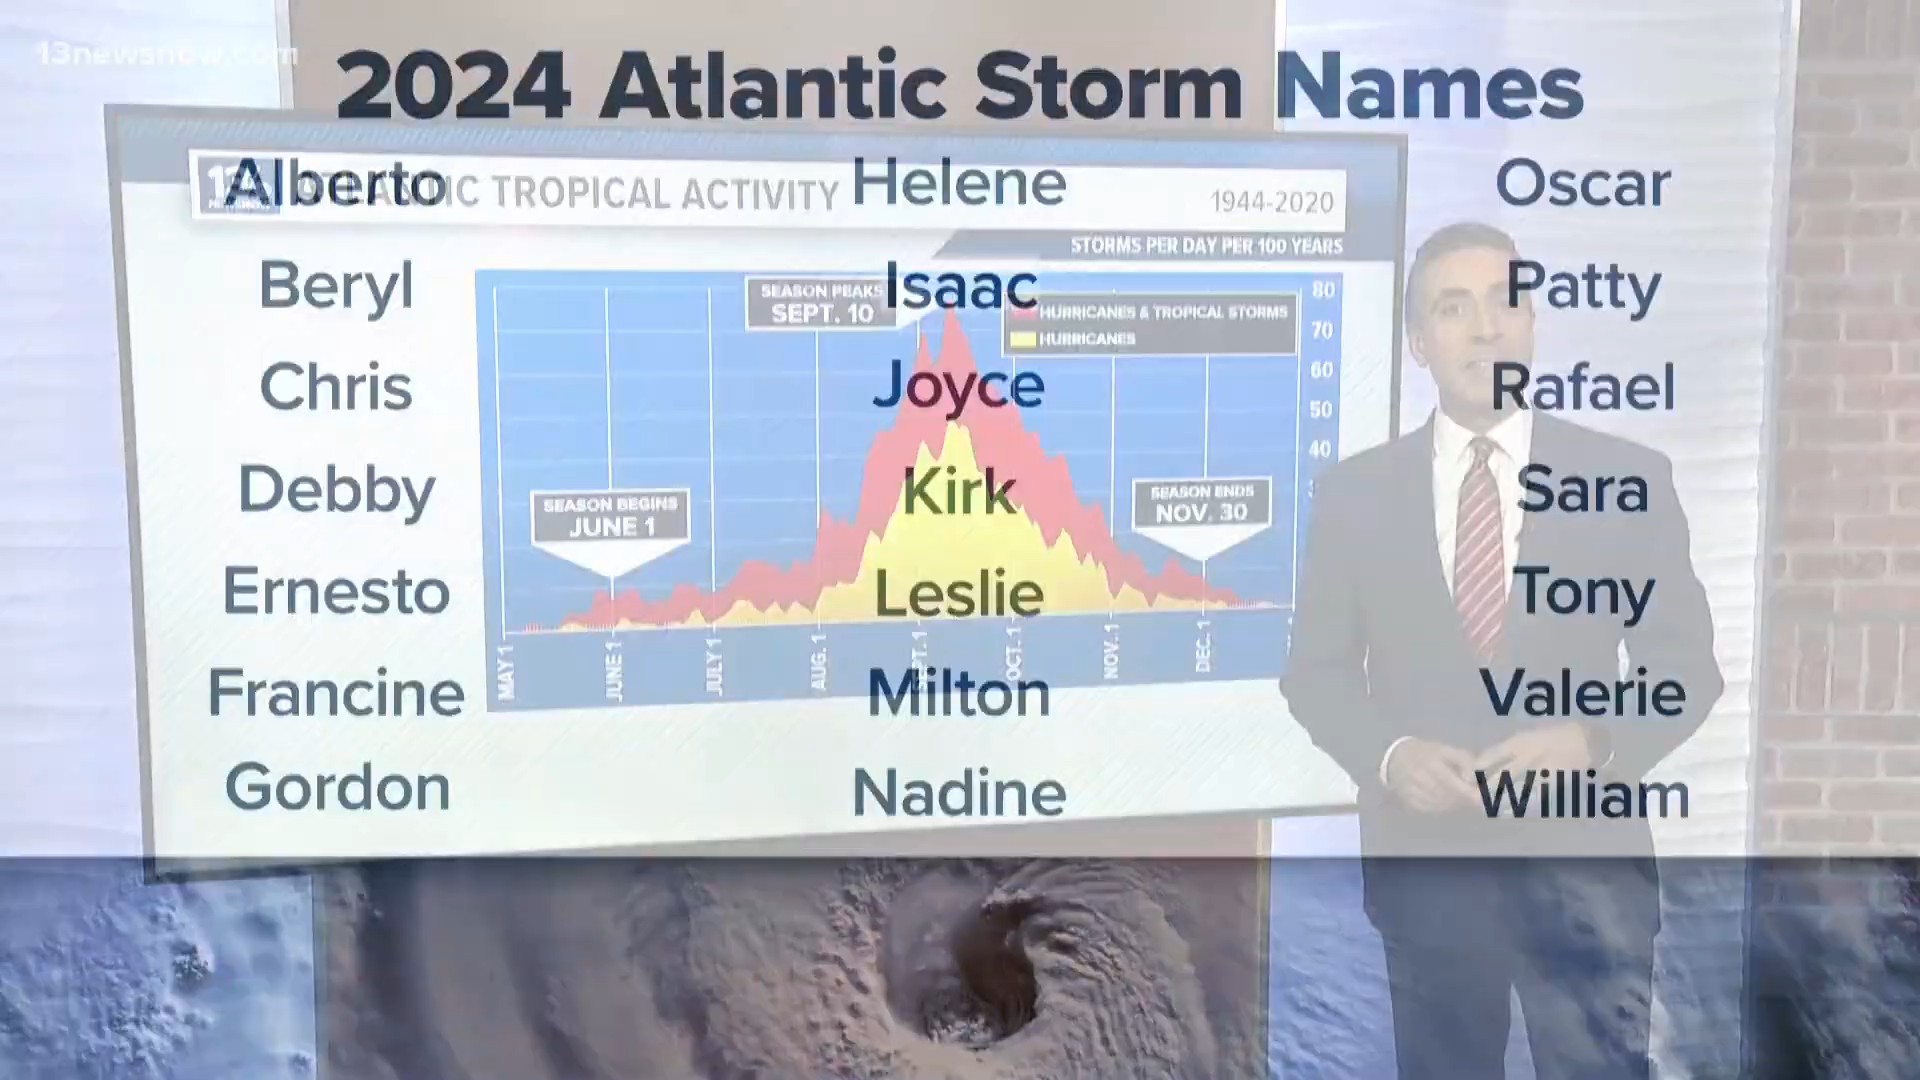 13newsnow.com
2024 Atlantic Storm Names
Alberto
Beryl
Chris
Debby
Ernesto
Francine
Gordon
Helene
Isaac
Joyce
Kirk
Leslie
Milton
Nadine
Oscar
Patty
Rafael
Sara
Tony
Valerie
William
TROPICAL ACTIVITY
1944-2020
STORMS PER DAY PER 100 YEARS
SEASON PEAKS
SEPT. 10
HURRICANES & TROPICAL STORMS
HURRICANES
SEASON BEGINS
JUNE 1
SEASON ENDS
NOV. 30
80
70
60
50
40
MAY 1
JUNE 1
JULY 1
AUG. 1
OCT. 1
NOV. 1
DEC. 1